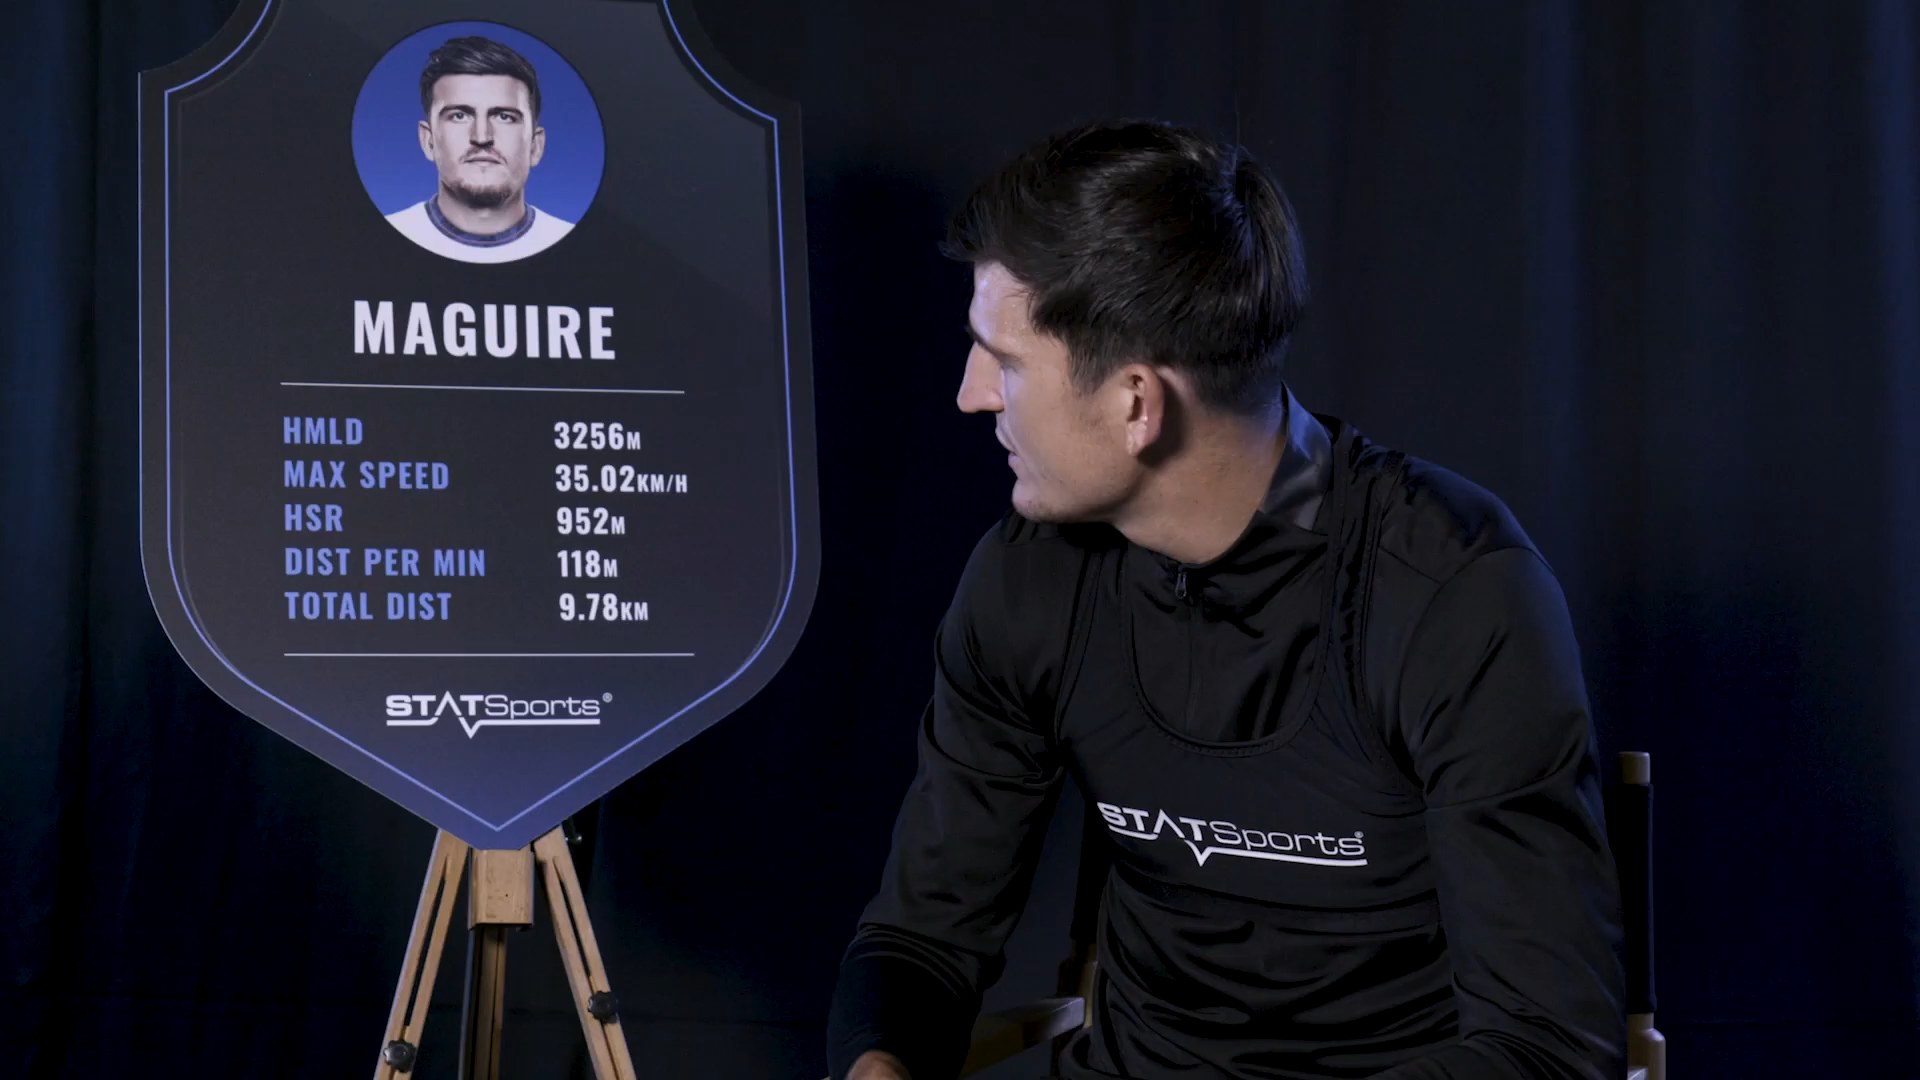 MAGUIRE
HMLD 3256M
MAX SPEED 35.02KM/H
HSR 952M
DIST PER MIN 118M
TOTAL DIST 9.78KM
STATSports®
STATSports®